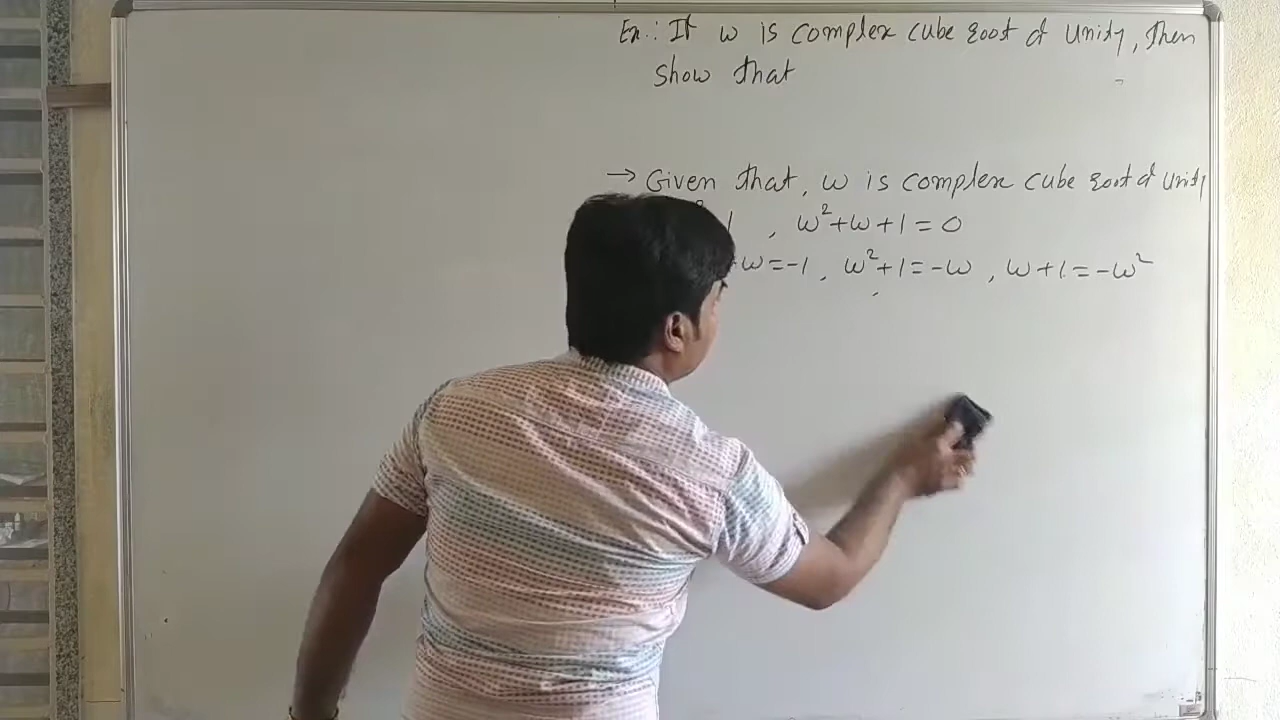 Ex.: If ω is complex cube root of unity, then
show that
→ Given that, ω is complex cube root of unity
1 , ω²+ω+1=0
ω=-1, ω²+1=-ω, ω+1=-ω²